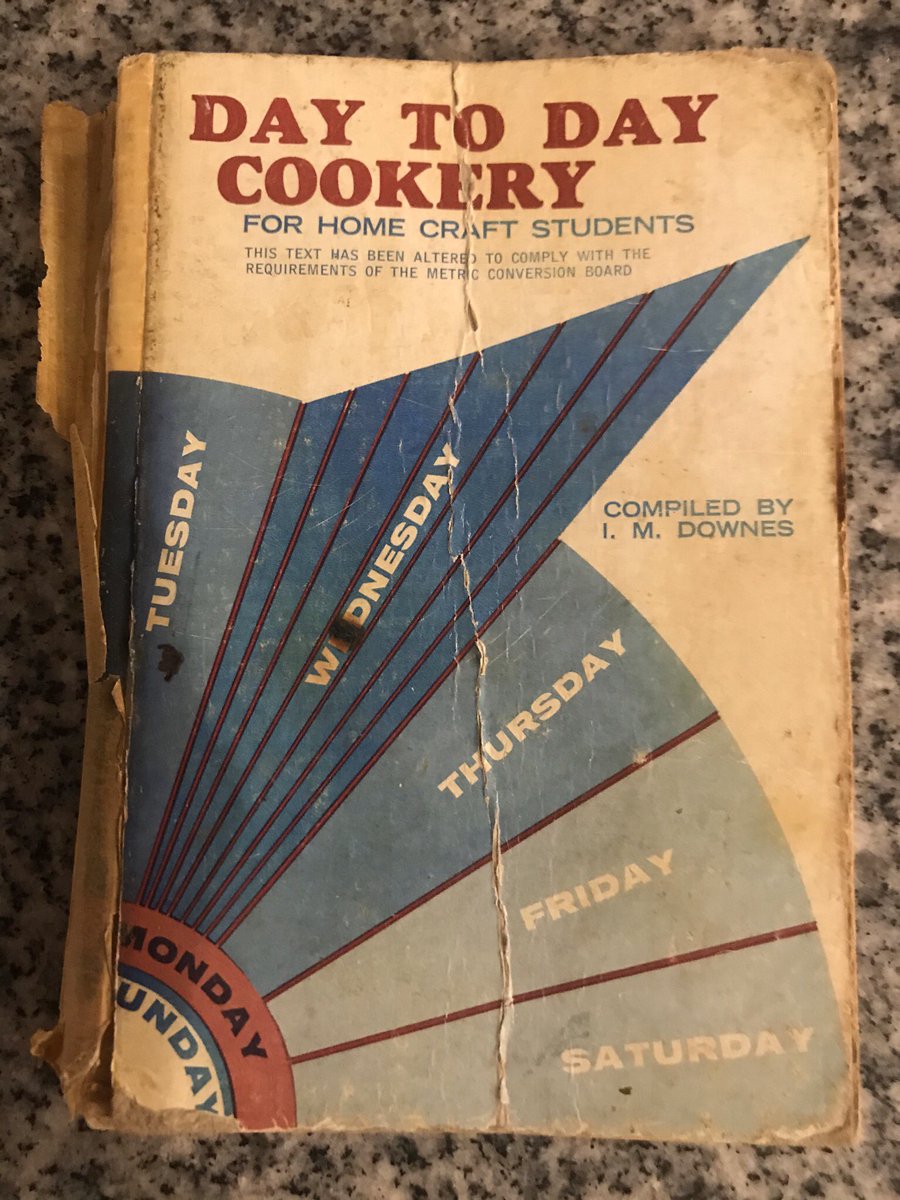 DAY TO DAY
COOKERY
FOR HOME CRAFT STUDENTS
THIS TEXT HAS BEEN ALTERED TO COMPLY WITH THE
REQUIREMENTS OF THE METRIC CONVERSION BOARD
TUESDAY
WEDNESDAY
COMPILED BY
I. M. DOWNES
THURSDAY
FRIDAY
SATURDAY
MONDAY
UNDAY